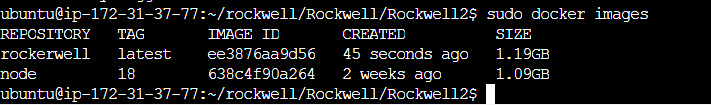 ubuntu@ip-172-31-37-77:~/rockwell/Rockwell/Rockwell2$ sudo docker images
REPOSITORY   TAG       IMAGE ID       CREATED          SIZE
rockerwell   latest    ee3876aa9d56   45 seconds ago   1.19GB
node         18        638c4f90a264   2 weeks ago      1.09GB
ubuntu@ip-172-31-37-77:~/rockwell/Rockwell/Rockwell2$